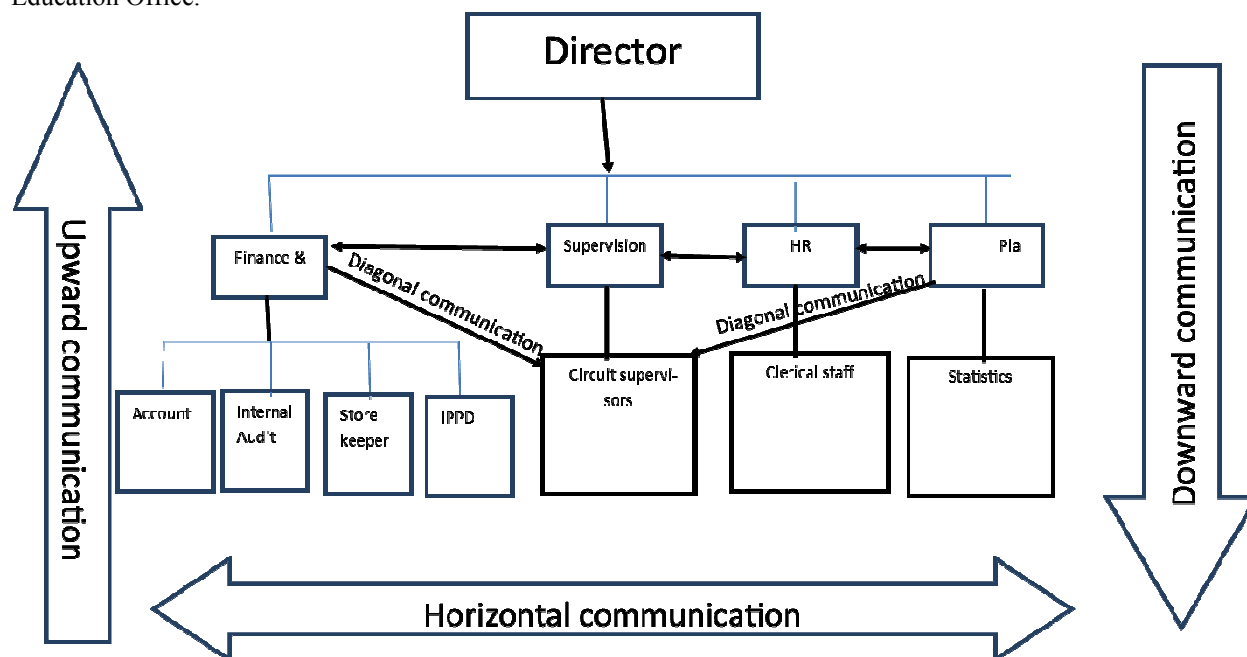 Education Office.
Director
Upward communication
Downward communication
Finance &
Supervision
HR
Pla
Diagonal communication
Diagonal communication
Account
Internal
Audit
Store
keeper
IPPD
Circuit supervi-
sors
Clerical staff
Statistics
Horizontal communication